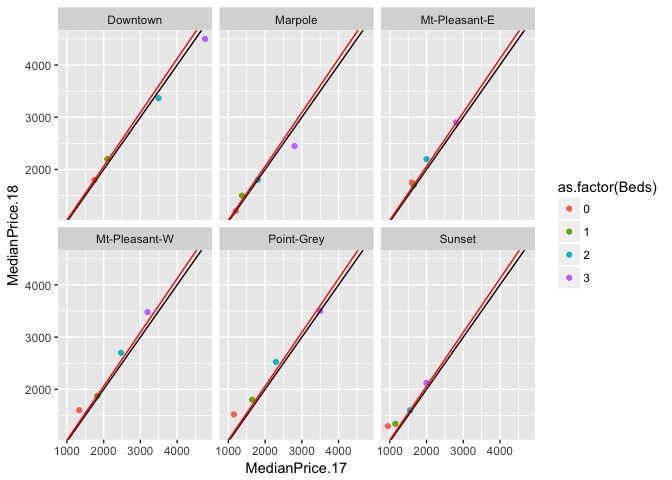 Downtown Marpole Mt-Pleasant-E
4000
3000
2000
Mt-Pleasant-W Point-Grey Sunset
4000
3000
2000
1000 2000 3000 4000 1000 2000 3000 4000 1000 2000 3000 4000
MedianPrice.17
MedianPrice.18
as.factor(Beds)
0
1
2
3